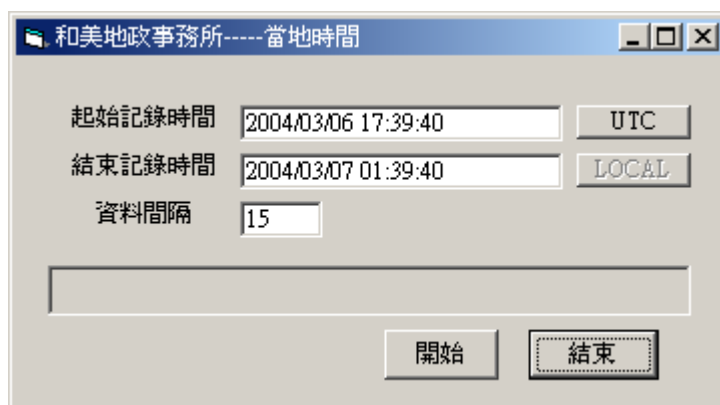 和美地政事務所-----當地時間
起始記錄時間 2004/03/06 17:39:40 UTC
結束記錄時間 2004/03/07 01:39:40 LOCAL
資料間隔 15
開始 結束